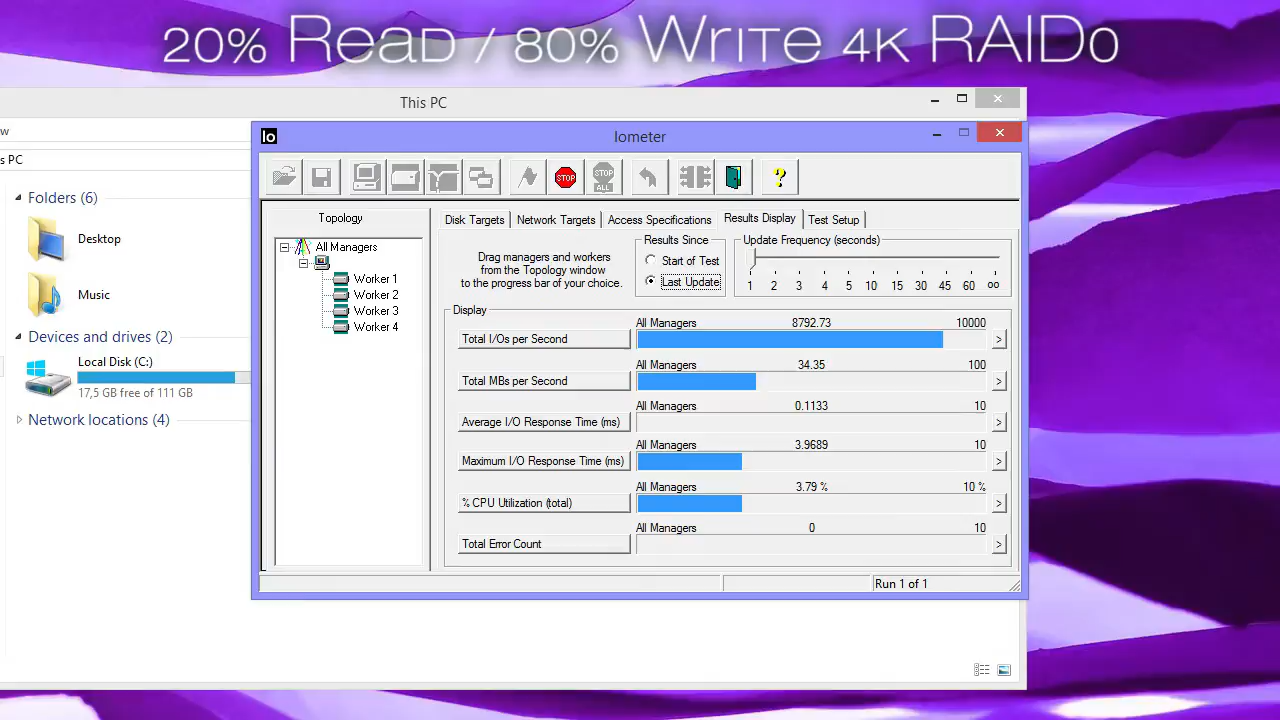 20% Read / 80% Write 4K RAID0
This PC
w
s PC
Folders (6)
Desktop
Music
Devices and drives (2)
Local Disk (C:)
17,5 GB free of 111 GB
Network locations (4)
Io
Iometer
STOP
STOP ALL
?
Topology
All Managers
Worker 1
Worker 2
Worker 3
Worker 4
Disk Targets
Network Targets
Access Specifications
Results Display
Test Setup
Drag managers and workers
from the Topology window
to the progress bar of your choice.
Results Since
Start of Test
Last Update
Update Frequency (seconds)
1 2 3 4 5 10 15 30 45 60 oo
Display
All Managers 8792.73 10000
Total I/Os per Second >
All Managers 34.35 100
Total MBs per Second >
All Managers 0.1133 10
Average I/O Response Time (ms) >
All Managers 3.9689 10
Maximum I/O Response Time (ms) >
All Managers 3.79 % 10 %
% CPU Utilization (total) >
All Managers 0 10
Total Error Count >
Run 1 of 1